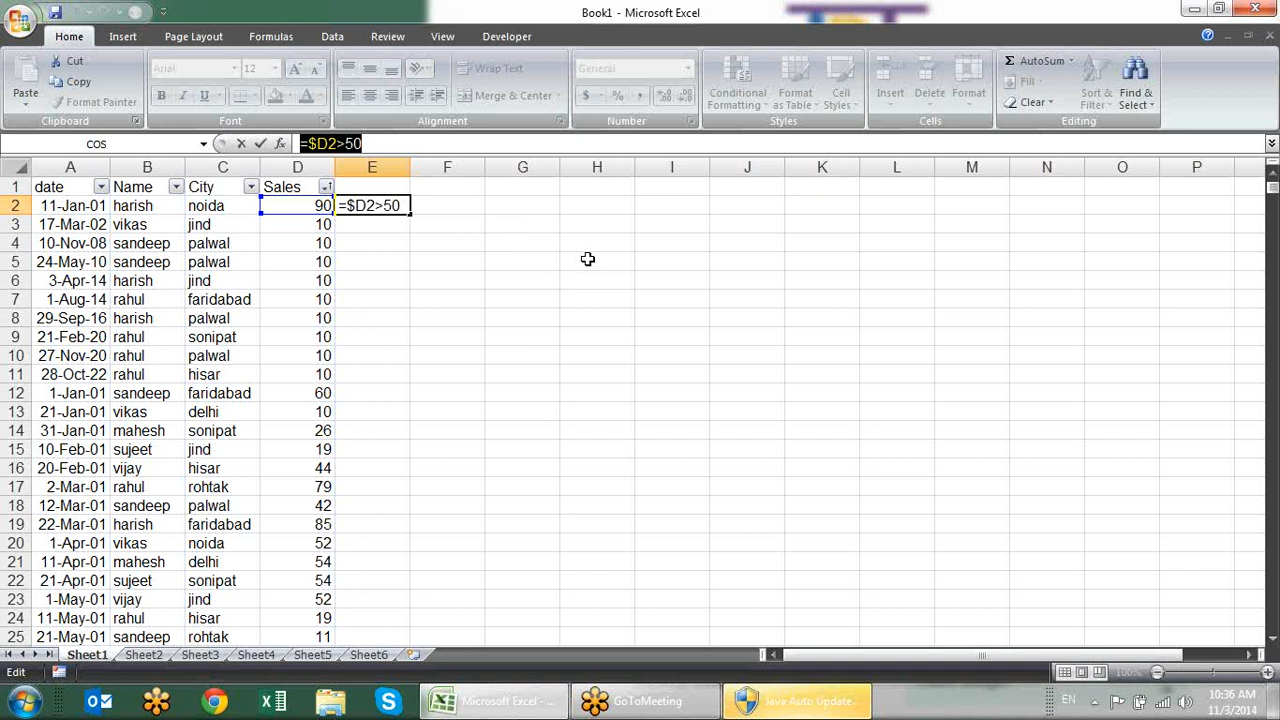 Book1 - Microsoft Excel
Home Insert Page Layout Formulas Data Review View Developer
Cut
Copy
Format Painter
Paste
Clipboard
Arial 12
B I U
Font
Wrap Text
Merge & Center
Alignment
General
$ % ,
Number
Conditional Formatting
Format as Table
Cell Styles
Styles
Insert Delete Format
Cells
AutoSum
Fill
Clear
Sort & Filter
Find & Select
Editing
COS =$D2>50
A B C D E F G H I J K L M N O P
1 date Name City Sales
2 11-Jan-01 harish noida 90 =$D2>50
3 17-Mar-02 vikas jind 10
4 10-Nov-08 sandeep palwal 10
5 24-May-10 sandeep palwal 10
6 3-Apr-14 harish jind 10
7 1-Aug-14 rahul faridabad 10
8 29-Sep-16 harish palwal 10
9 21-Feb-20 rahul sonipat 10
10 27-Nov-20 rahul palwal 10
11 28-Oct-22 rahul hisar 10
12 1-Jan-01 sandeep faridabad 60
13 21-Jan-01 vikas delhi 10
14 31-Jan-01 mahesh sonipat 26
15 10-Feb-01 sujeet jind 19
16 20-Feb-01 vijay hisar 44
17 2-Mar-01 rahul rohtak 79
18 12-Mar-01 sandeep palwal 42
19 22-Mar-01 harish faridabad 85
20 1-Apr-01 vikas noida 52
21 11-Apr-01 mahesh delhi 54
22 21-Apr-01 sujeet sonipat 54
23 1-May-01 vijay jind 52
24 11-May-01 rahul hisar 19
25 21-May-01 sandeep rohtak 11
Sheet1 Sheet2 Sheet3 Sheet4 Sheet5 Sheet6
Edit 100%
Microsoft Excel - ... GoToMeeting Java Auto Update... EN 10:36 AM
11/3/2014